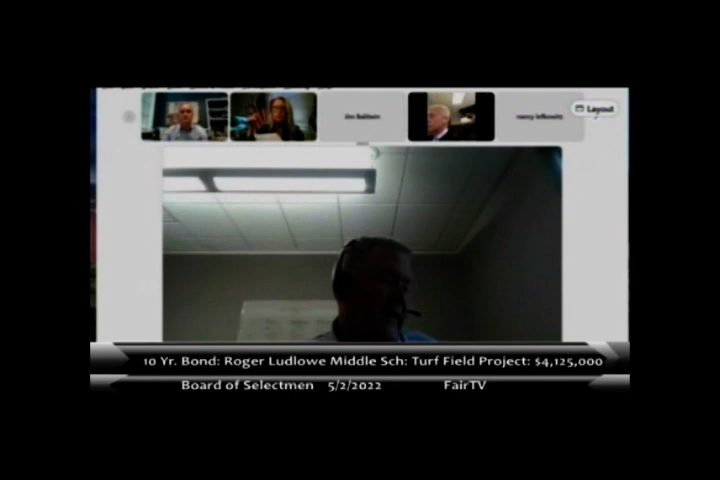 Jim Baldwin
nancy lefkowitz
Layout
10 Yr. Bond: Roger Ludlowe Middle Sch: Turf Field Project: $4,125,000
Board of Selectmen 5/2/2022 FairTV